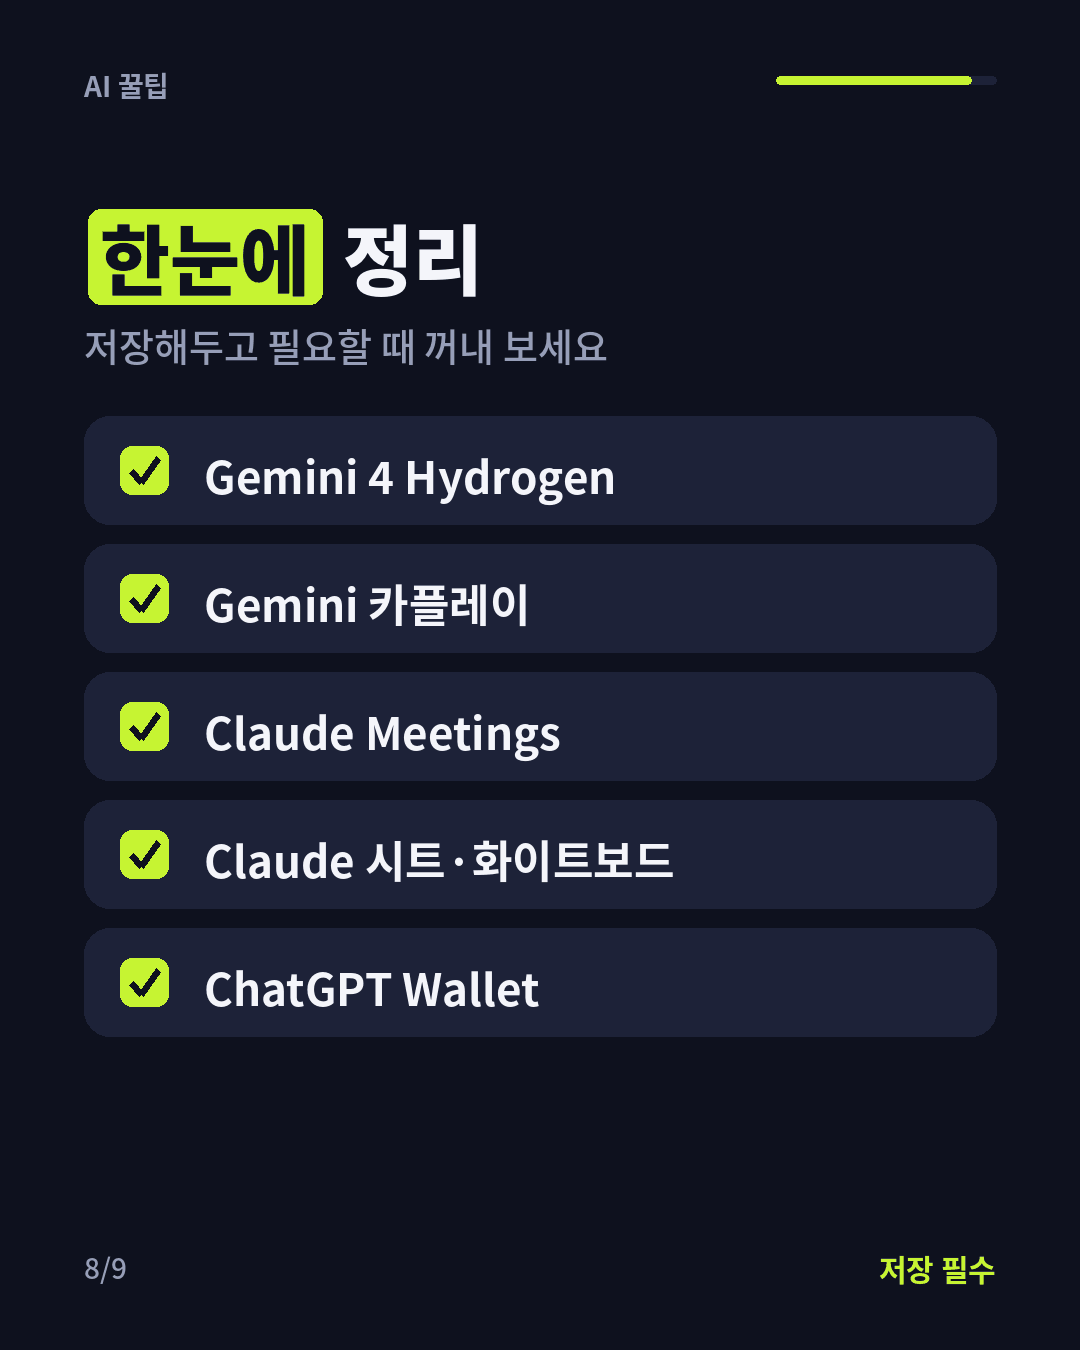 AI 꿀팁
한눈에 정리
저장해두고 필요할 때 꺼내 보세요
Gemini 4 Hydrogen
Gemini 카플레이
Claude Meetings
Claude 시트·화이트보드
ChatGPT Wallet
8/9
저장 필수